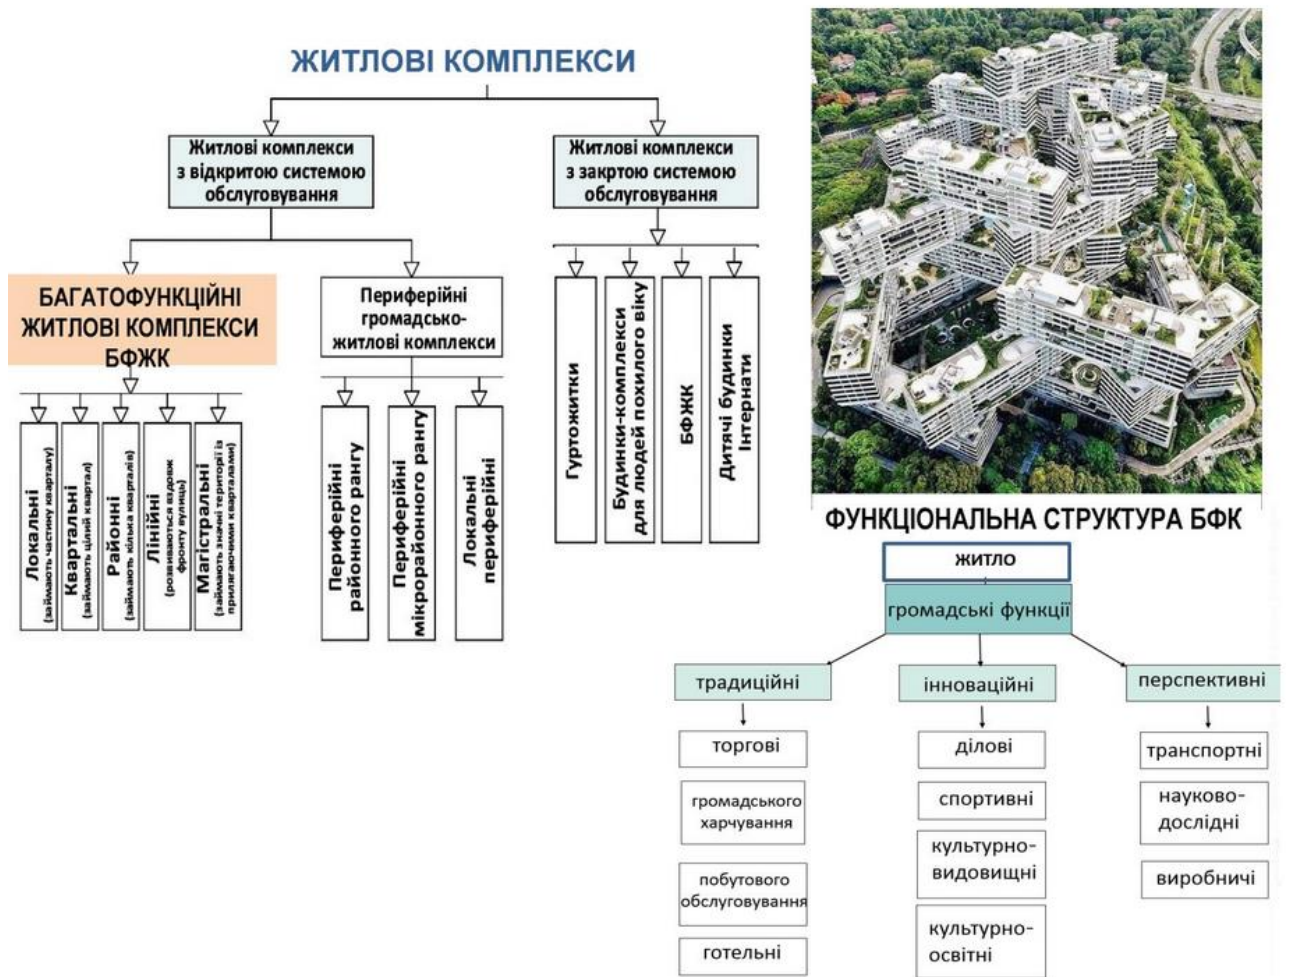 ЖИТЛОВІ КОМПЛЕКСИ
Житлові комплекси
з відкритою системою
обслуговування
Житлові комплекси
з закртою системою
обслуговування
БАГАТОФУНКЦІЙНІ
ЖИТЛОВІ КОМПЛЕКСИ
БФЖК
Периферійні
громадсько-
житлові комплекси
Локальні
(займають частину кварталу)
Квартальні
(займають цілий квартал)
Районні
(займають кілька кварталів)
Лінійні
(розвиваються вздовж
фронту вулиць)
Магістральні
(займають значні території із
прилягаючими кварталами)
Периферійні
районного рангу
Периферійні
мікрорайонного рангу
Локальні
периферійні
Гуртожитки
Будинки-комплекси
для людей похилого віку
БФЖК
Дитячі будинки
Інтернати
ФУНКЦІОНАЛЬНА СТРУКТУРА БФК
ЖИТЛО
громадські функції
традиційні
інноваційні
перспективні
торгові
громадського
харчування
побутового
обслуговування
готельні
ділові
спортивні
культурно-
видовищні
культурно-
освітні
транспортні
науково-
дослідні
виробничі